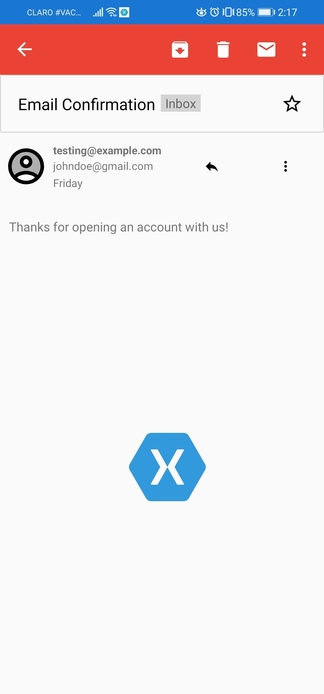 CLARO #VAC... 85% 2:17
Email Confirmation Inbox
testing@example.com
johndoe@gmail.com
Friday
Thanks for opening an account with us!
X